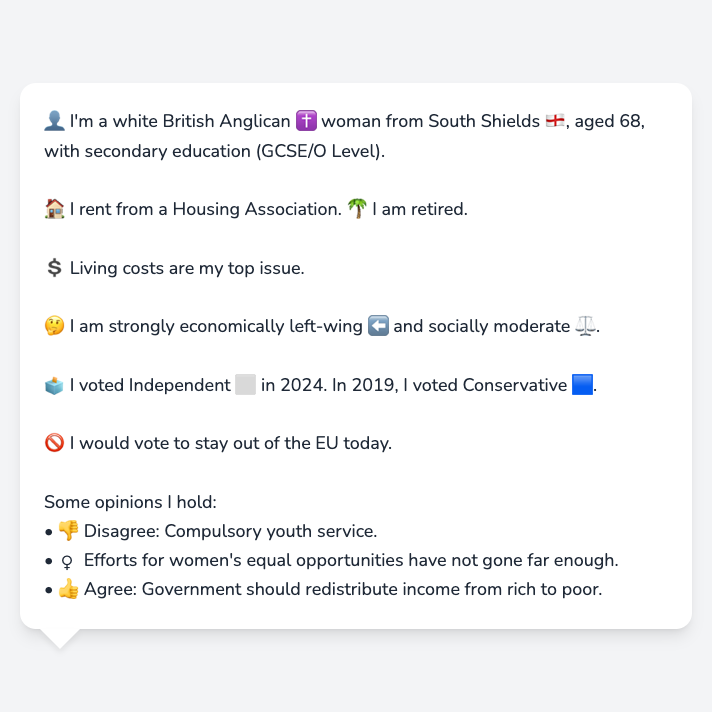 👤 I'm a white British Anglican ✝️ woman from South Shields 🏴󠁧󠁢󠁥󠁮󠁧󠁿, aged 68,
with secondary education (GCSE/O Level).
🏠 I rent from a Housing Association. 🌴 I am retired.
💲 Living costs are my top issue.
🤔 I am strongly economically left-wing ⬅️ and socially moderate ⚖️.
🗳️ I voted Independent ⬜ in 2024. In 2019, I voted Conservative 🟦.
🚫 I would vote to stay out of the EU today.
Some opinions I hold:
• 👎 Disagree: Compulsory youth service.
• ♀ Efforts for women's equal opportunities have not gone far enough.
• 👍 Agree: Government should redistribute income from rich to poor.